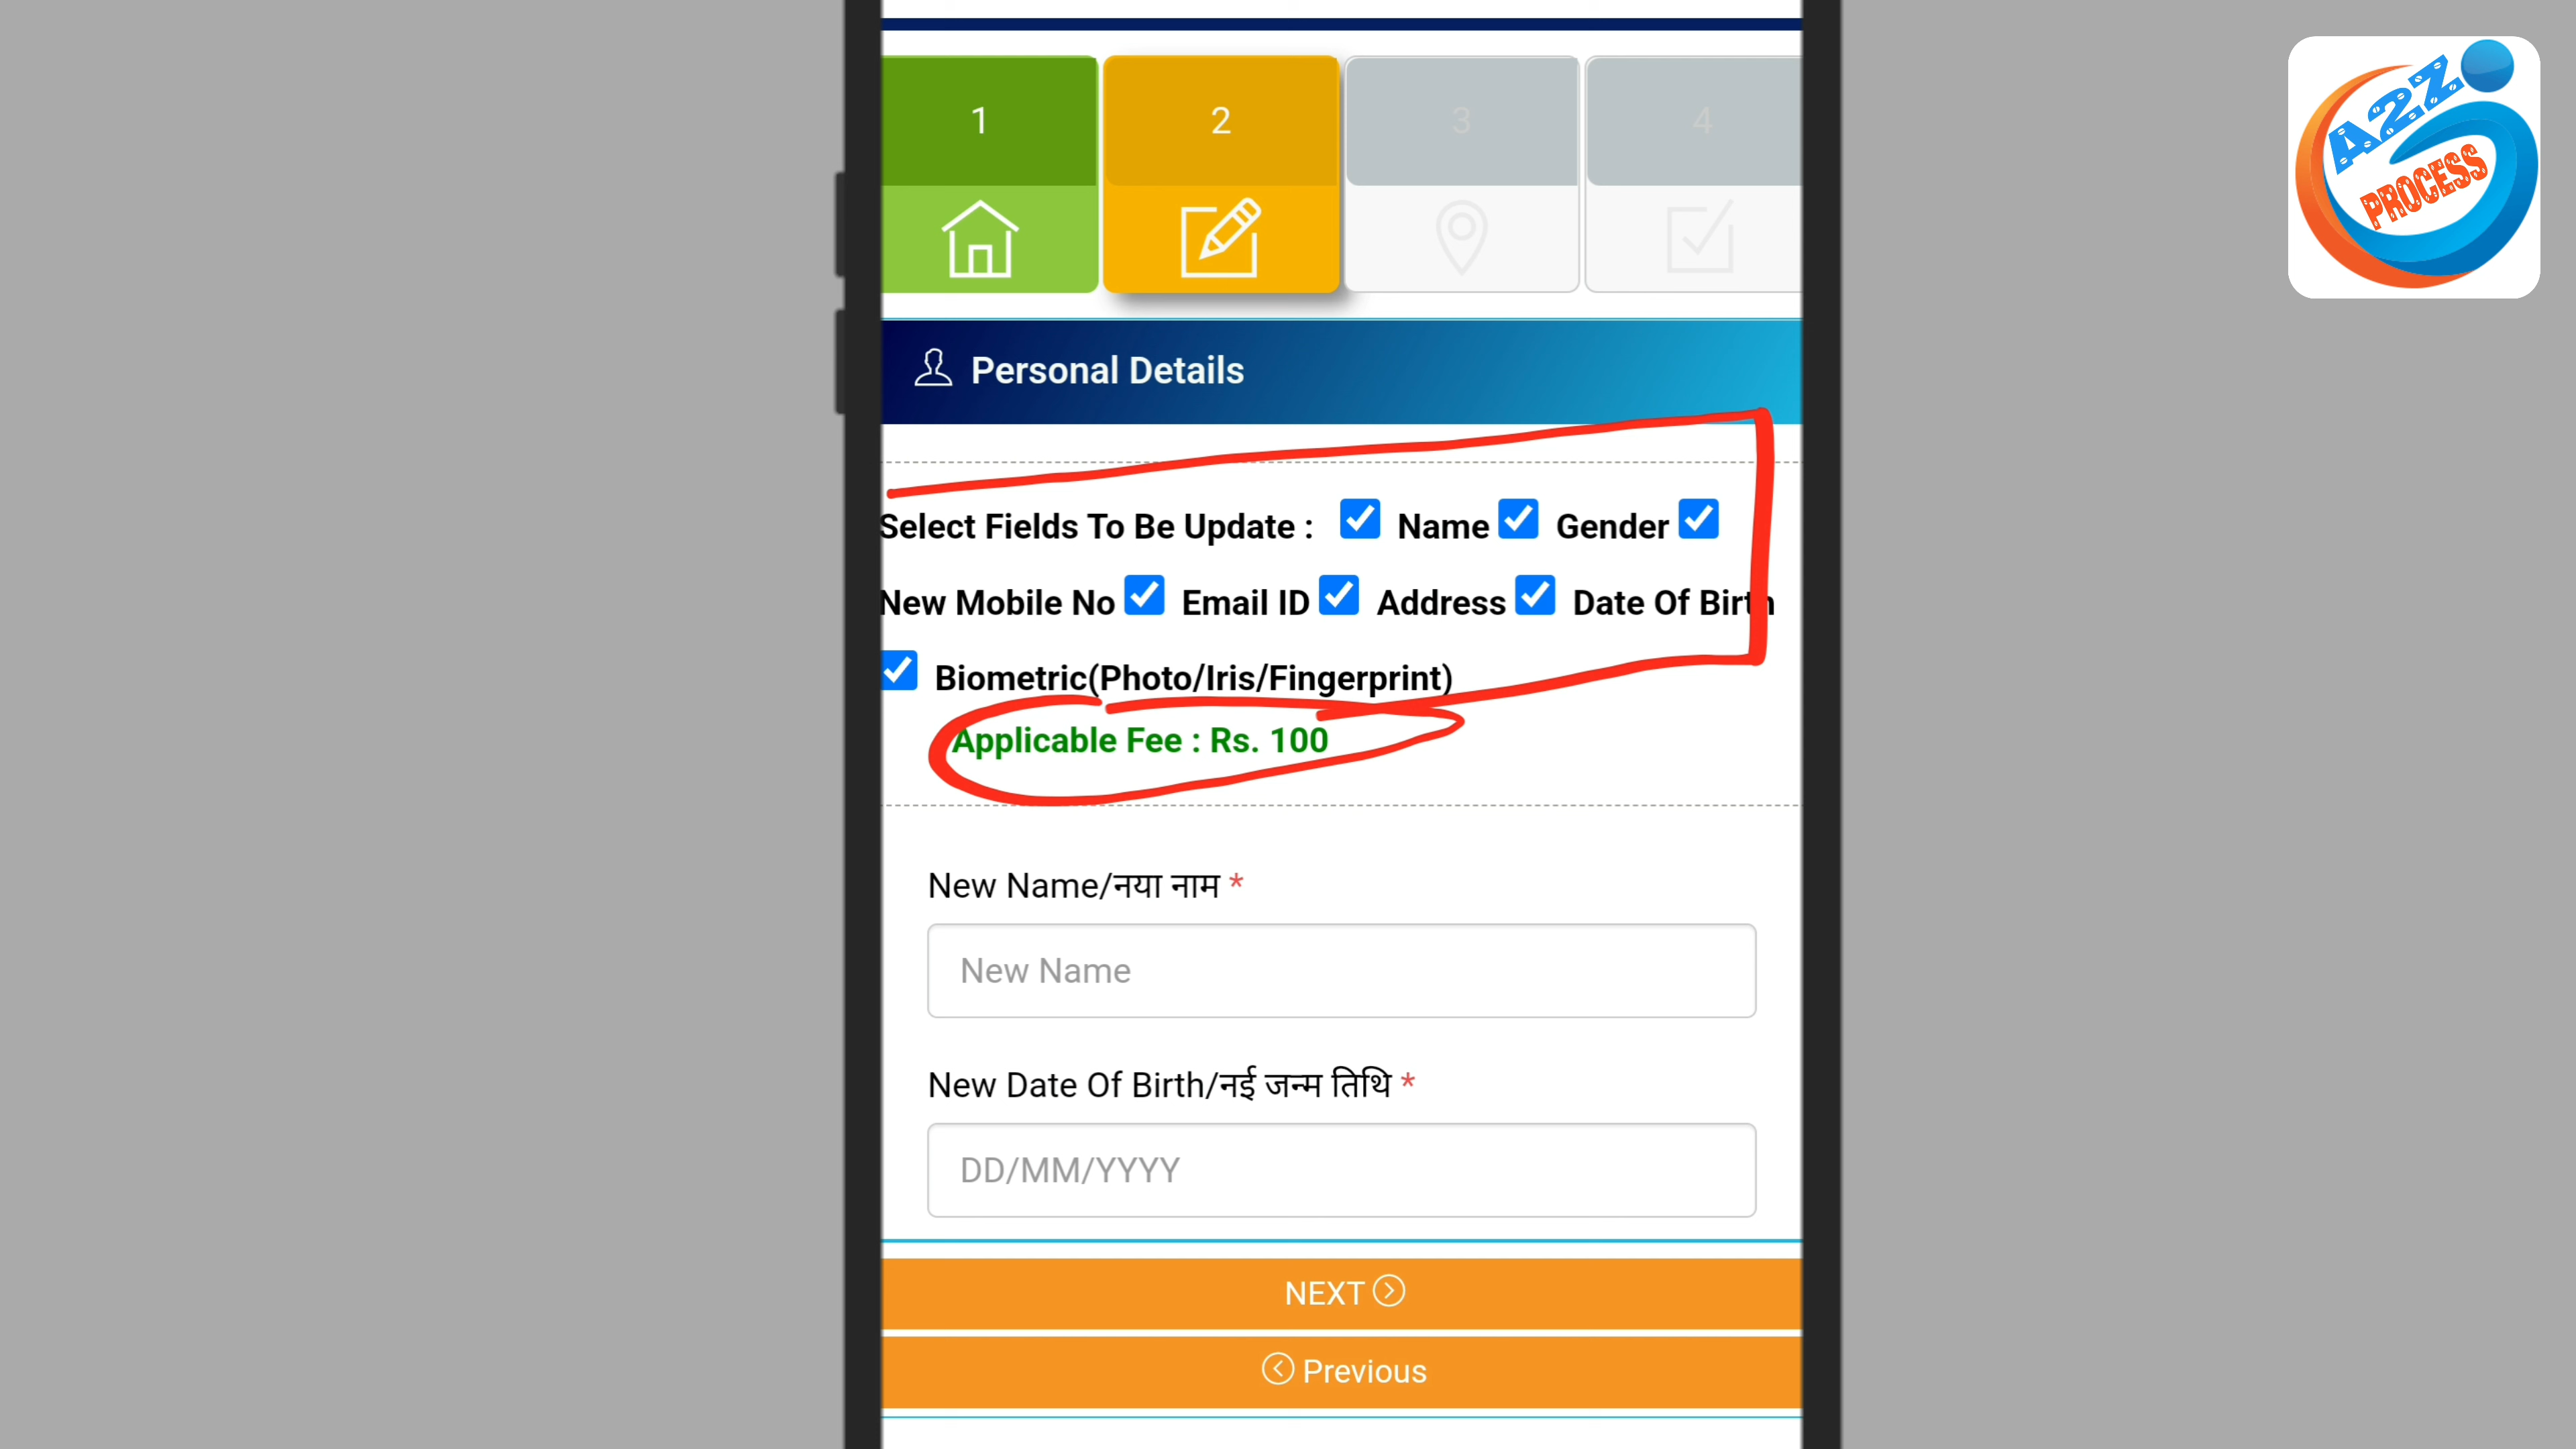 1
2
3
4
A2Z
PROCESS
Personal Details
Select Fields To Be Update : Name Gender
New Mobile No Email ID Address Date Of Birth
Biometric(Photo/Iris/Fingerprint)
Applicable Fee : Rs. 100
New Name/नया नाम *
New Name
New Date Of Birth/नई जन्म तिथि *
DD/MM/YYYY
NEXT
Previous